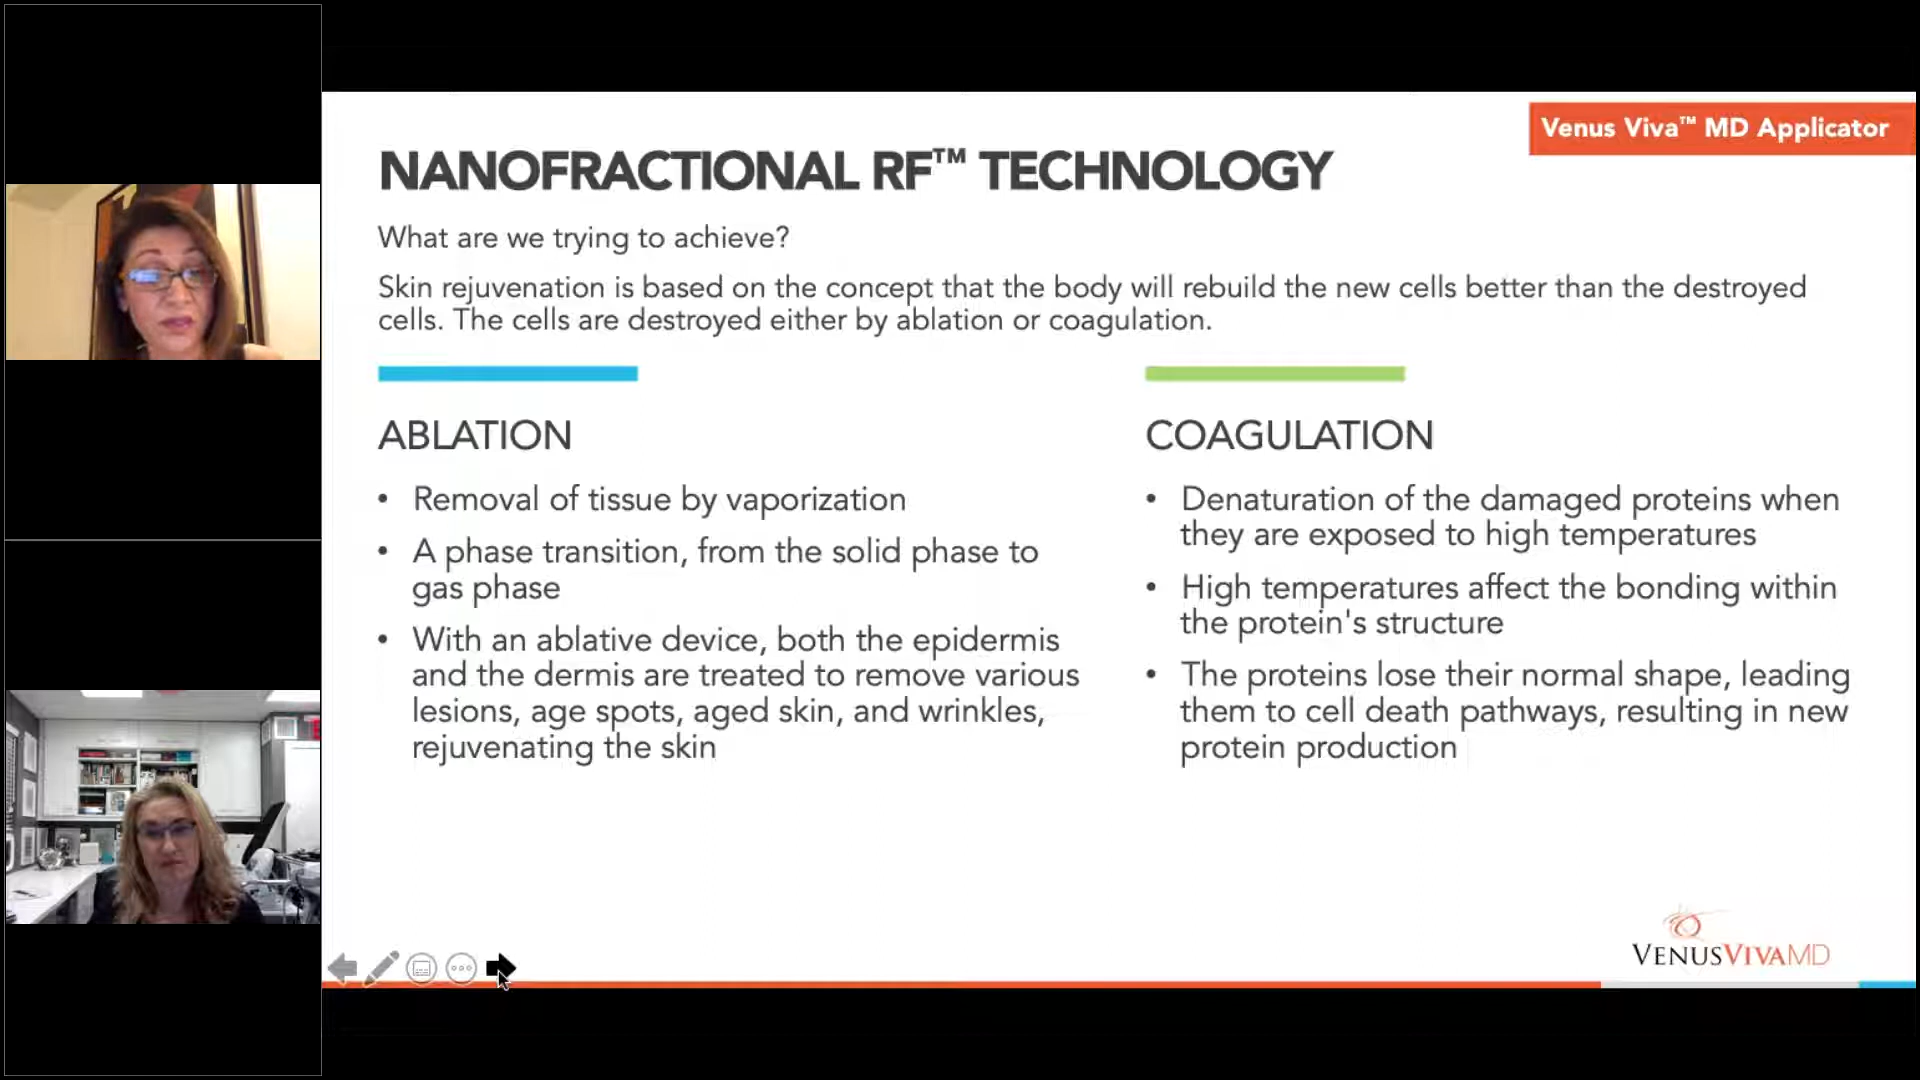 Venus Viva™ MD Applicator
NANOFRACTIONAL RF™ TECHNOLOGY
What are we trying to achieve?
Skin rejuvenation is based on the concept that the body will rebuild the new cells better than the destroyed
cells. The cells are destroyed either by ablation or coagulation.
ABLATION
• Removal of tissue by vaporization
• A phase transition, from the solid phase to
gas phase
• With an ablative device, both the epidermis
and the dermis are treated to remove various
lesions, age spots, aged skin, and wrinkles,
rejuvenating the skin
COAGULATION
• Denaturation of the damaged proteins when
they are exposed to high temperatures
• High temperatures affect the bonding within
the protein's structure
• The proteins lose their normal shape, leading
them to cell death pathways, resulting in new
protein production
VENUSVIVAMD